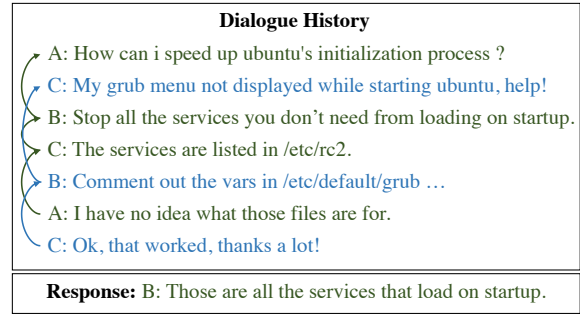 Dialogue History
A: How can i speed up ubuntu's initialization process ?
C: My grub menu not displayed while starting ubuntu, help!
B: Stop all the services you don’t need from loading on startup.
C: The services are listed in /etc/rc2.
B: Comment out the vars in /etc/default/grub …
A: I have no idea what those files are for.
C: Ok, that worked, thanks a lot!
Response: B: Those are all the services that load on startup.